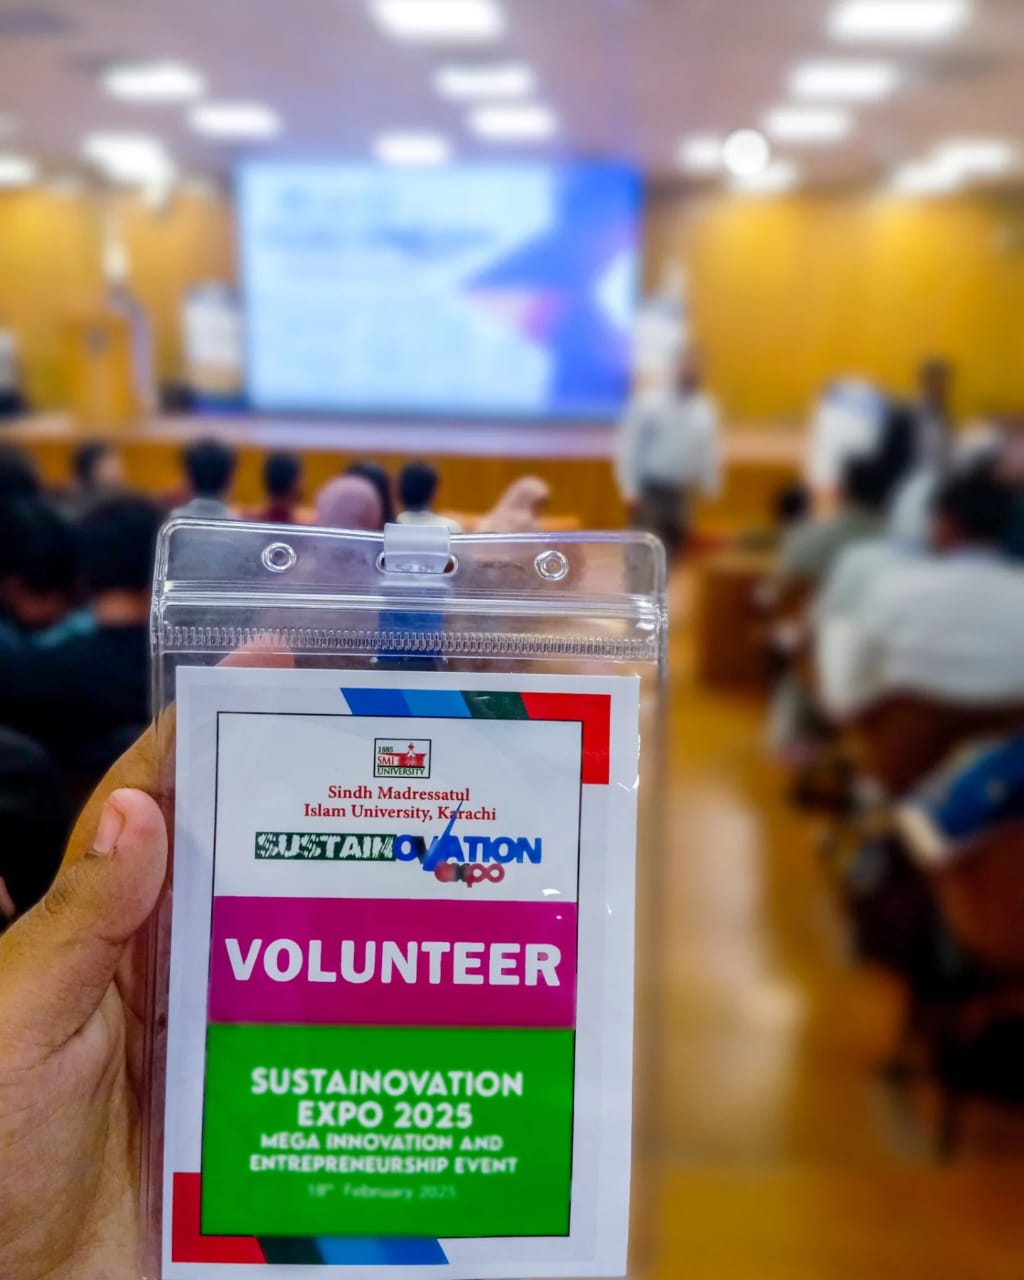 1885
SMI
UNIVERSITY
Sindh Madressatul
Islam University, Karachi
SUSTAINOVATION
expo
VOLUNTEER
SUSTAINOVATION
EXPO 2025
MEGA INNOVATION AND
ENTREPRENEURSHIP EVENT
18th February 2025